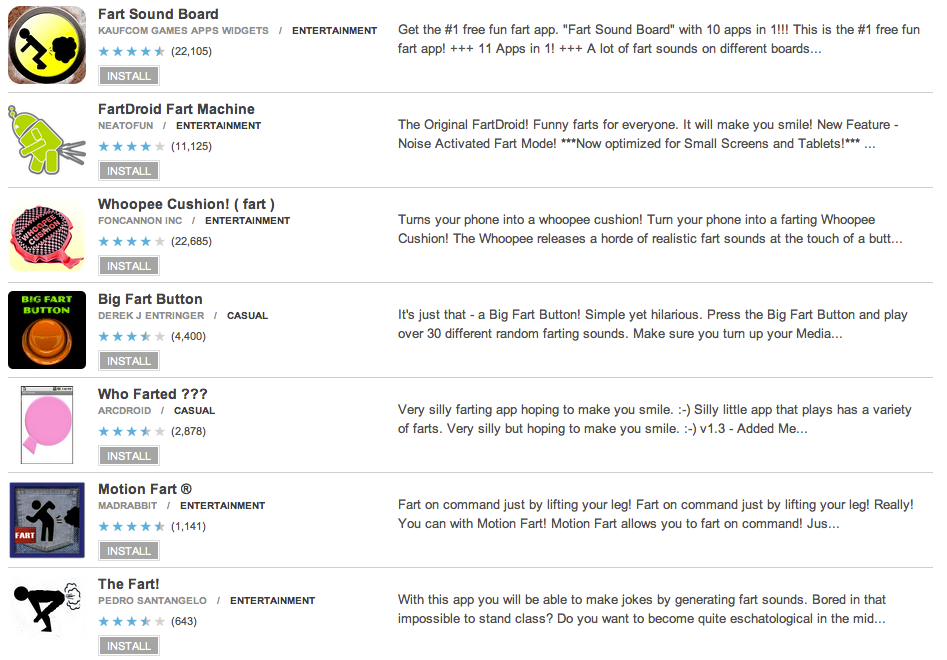 Fart Sound Board
KAUFCOM GAMES APPS WIDGETS / ENTERTAINMENT
(22,105)
INSTALL
Get the #1 free fun fart app. "Fart Sound Board" with 10 apps in 1!!! This is the #1 free fun
fart app! +++ 11 Apps in 1! +++ A lot of fart sounds on different boards...
FartDroid Fart Machine
NEATOFUN / ENTERTAINMENT
(11,125)
INSTALL
The Original FartDroid! Funny farts for everyone. It will make you smile! New Feature -
Noise Activated Fart Mode! ***Now optimized for Small Screens and Tablets!*** ...
WHOOPEE
CUSHION!
Whoopee Cushion! ( fart )
FONCANNON INC / ENTERTAINMENT
(22,685)
INSTALL
Turns your phone into a whoopee cushion! Turn your phone into a farting Whoopee
Cushion! The Whoopee releases a horde of realistic fart sounds at the touch of a butt...
BIG FART
BUTTON
Big Fart Button
DEREK J ENTRINGER / CASUAL
(4,400)
INSTALL
It's just that - a Big Fart Button! Simple yet hilarious. Press the Big Fart Button and play
over 30 different random farting sounds. Make sure you turn up your Media...
Who Farted ???
ARCDROID / CASUAL
(2,878)
INSTALL
Very silly farting app hoping to make you smile. :-) Silly little app that plays has a variety
of farts. Very silly but hoping to make you smile. :-) v1.3 - Added Me...
FART
Motion Fart ®
MADRABBIT / ENTERTAINMENT
(1,141)
INSTALL
Fart on command just by lifting your leg! Fart on command just by lifting your leg! Really!
You can with Motion Fart! Motion Fart allows you to fart on command! Jus...
The Fart!
PEDRO SANTANGELO / ENTERTAINMENT
(643)
INSTALL
With this app you will be able to make jokes by generating fart sounds. Bored in that
impossible to stand class? Do you want to become quite eschatological in the mid...